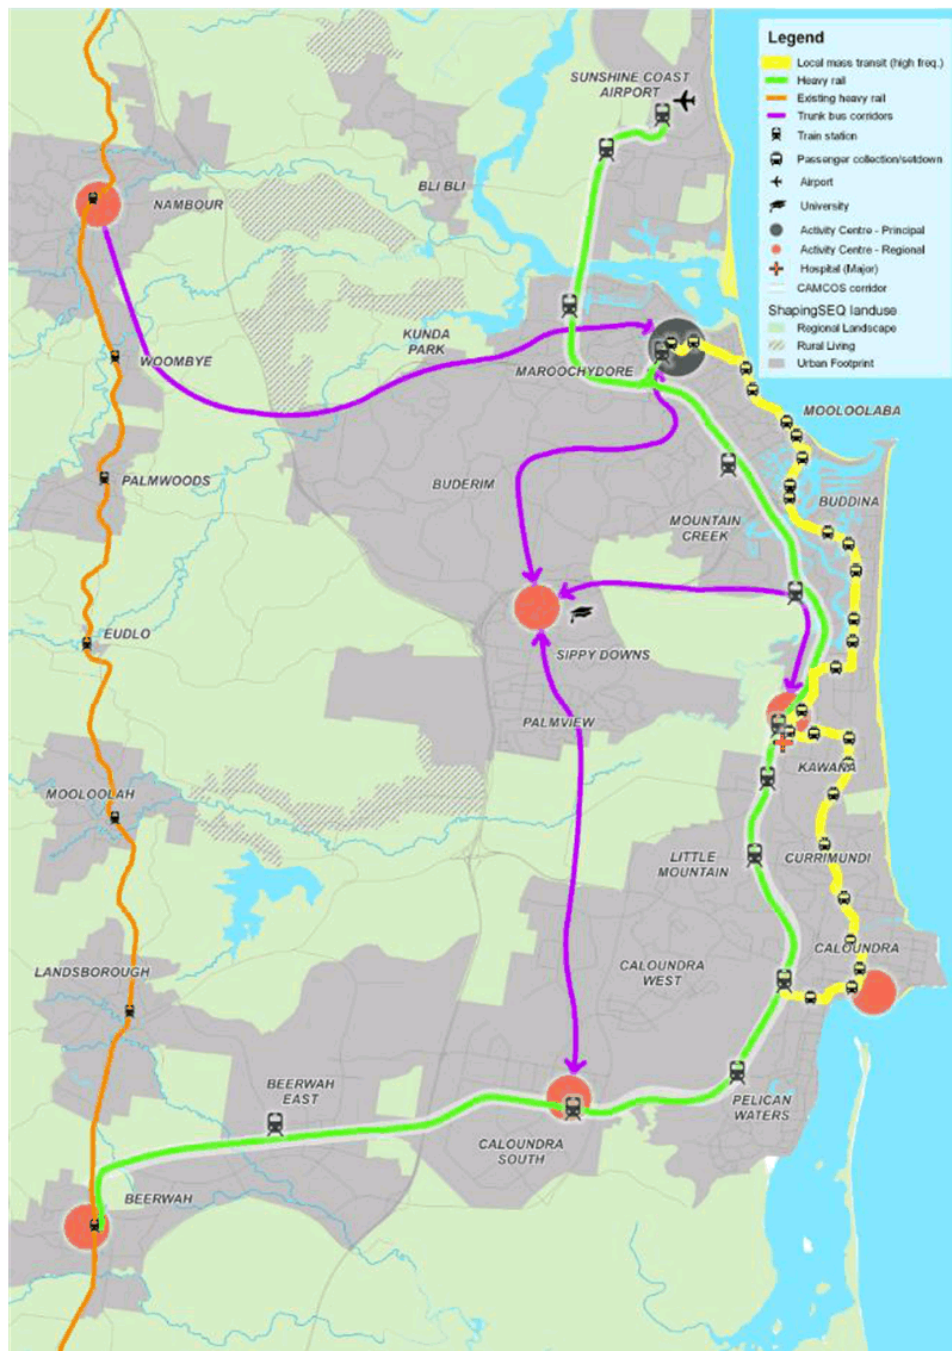 Legend
Local mass transit (high freq.)
Heavy rail
Existing heavy rail
Trunk bus corridors
Train station
Passenger collection/setdown
Airport
University
Activity Centre - Principal
Activity Centre - Regional
Hospital (Major)
CAMCOS corridor
ShapingSEQ landuse
Regional Landscape
Rural Living
Urban Footprint
SUNSHINE COAST
AIRPORT
BLI BLI
NAMBOUR
KUNDA
PARK
WOOMBYE
MAROOCHYDORE
MOOLOOLABA
PALMWOODS
BUDERIM
BUDDINA
MOUNTAIN
CREEK
EUDLO
SIPPY DOWNS
PALMVIEW
KAWANA
MOOLOOLAH
LITTLE
MOUNTAIN
CURRIMUNDI
CALOUNDRA
LANDSBOROUGH
CALOUNDRA
WEST
BEERWAH
EAST
PELICAN
WATERS
CALOUNDRA
SOUTH
BEERWAH